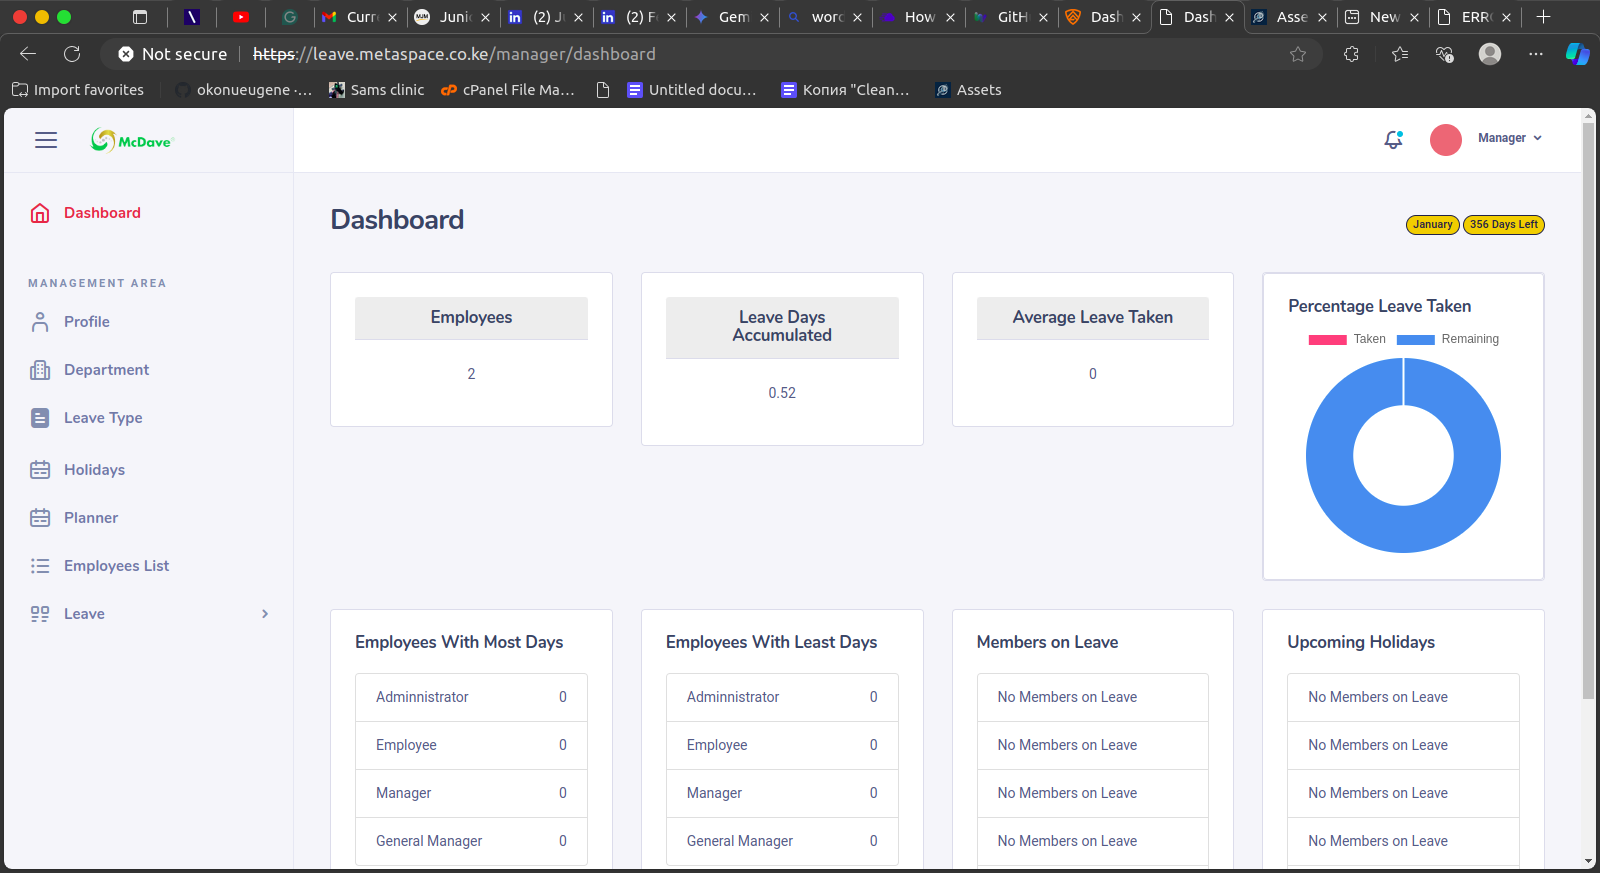 Curr
Juni
(2) Ju
(2) F
Gem
wor
How
GitH
Dash
Dash
Asse
New
ERR
Not secure https://leave.metaspace.co.ke/manager/dashboard
Import favorites
okonueugene ·...
Sams clinic
cPanel File Ma...
Untitled docu...
Копия "Clean...
Assets
McDave
Manager
Dashboard
MANAGEMENT AREA
Profile
Department
Leave Type
Holidays
Planner
Employees List
Leave
Dashboard
January
356 Days Left
Employees
2
Leave Days
Accumulated
0.52
Average Leave Taken
0
Percentage Leave Taken
Taken
Remaining
Employees With Most Days
Adminnistrator 0
Employee 0
Manager 0
General Manager 0
Employees With Least Days
Adminnistrator 0
Employee 0
Manager 0
General Manager 0
Members on Leave
No Members on Leave
No Members on Leave
No Members on Leave
No Members on Leave
Upcoming Holidays
No Members on Leave
No Members on Leave
No Members on Leave
No Members on Leave